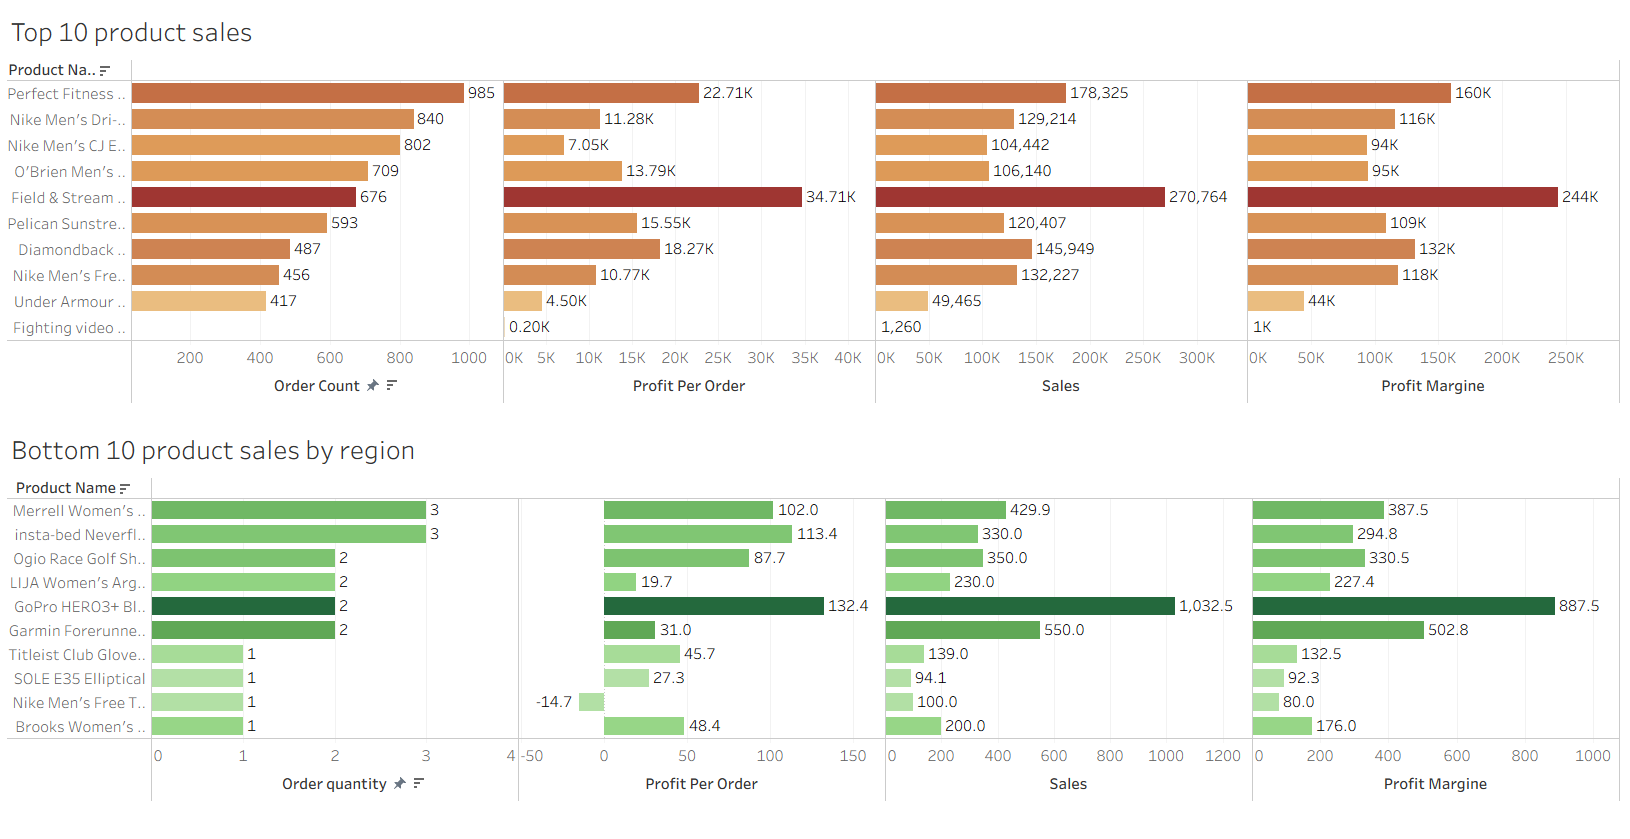 Top 10 product sales
Product Na..
Perfect Fitness .. 985 22.71K 178,325 160K
Nike Men's Dri-.. 840 11.28K 129,214 116K
Nike Men's CJ E.. 802 7.05K 104,442 94K
O'Brien Men's .. 709 13.79K 106,140 95K
Field & Stream .. 676 34.71K 270,764 244K
Pelican Sunstre.. 593 15.55K 120,407 109K
Diamondback .. 487 18.27K 145,949 132K
Nike Men's Fre.. 456 10.77K 132,227 118K
Under Armour .. 417 4.50K 49,465 44K
Fighting video .. 0.20K 1,260 1K
200 400 600 800 1000 0K 5K 10K 15K 20K 25K 30K 35K 40K 0K 50K 100K 150K 200K 250K 300K 0K 50K 100K 150K 200K 250K
Order Count Profit Per Order Sales Profit Margine
Bottom 10 product sales by region
Product Name
Merrell Women's .. 3 102.0 429.9 387.5
insta-bed Neverfl.. 3 113.4 330.0 294.8
Ogio Race Golf Sh.. 2 87.7 350.0 330.5
LIJA Women's Arg.. 2 19.7 230.0 227.4
GoPro HERO3+ Bl.. 2 132.4 1,032.5 887.5
Garmin Forerunne.. 2 31.0 550.0 502.8
Titleist Club Glove.. 1 45.7 139.0 132.5
SOLE E35 Elliptical 1 27.3 94.1 92.3
Nike Men's Free T.. 1 -14.7 100.0 80.0
Brooks Women's .. 1 48.4 200.0 176.0
0 1 2 3 4 -50 0 50 100 150 0 200 400 600 800 1000 1200 0 200 400 600 800 1000
Order quantity Profit Per Order Sales Profit Margine